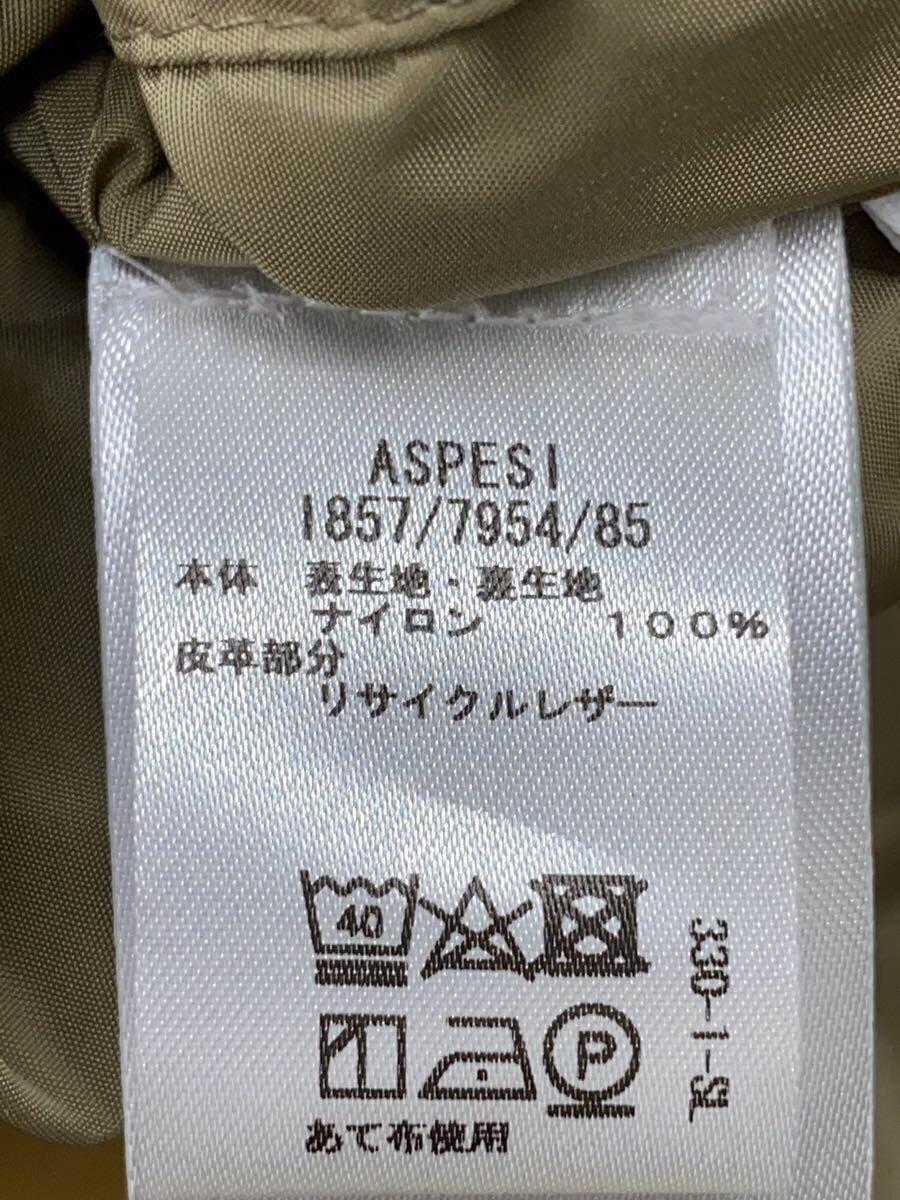 ASPESI
I857/7954/85
本体 表生地・裏生地
ナイロン 100%
皮革部分
リサイクルレザー
40
P
あて布使用
330-1-SL